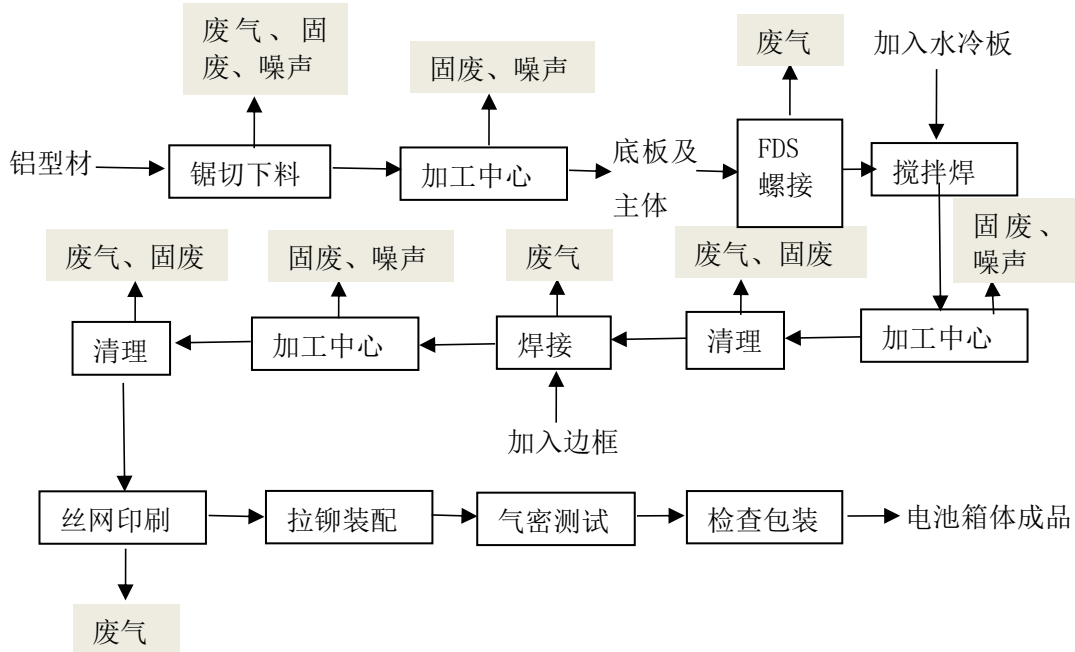 废气、固
废、噪声
固废、噪声
废气
加入水冷板
铝型材
锯切下料
加工中心
底板及
主体
FDS
螺接
搅拌焊
废气、固废
固废、噪声
废气
废气、固废
固废、
噪声
清理
加工中心
焊接
清理
加工中心
加入边框
丝网印刷
拉铆装配
气密测试
检查包装
电池箱体成品
废气